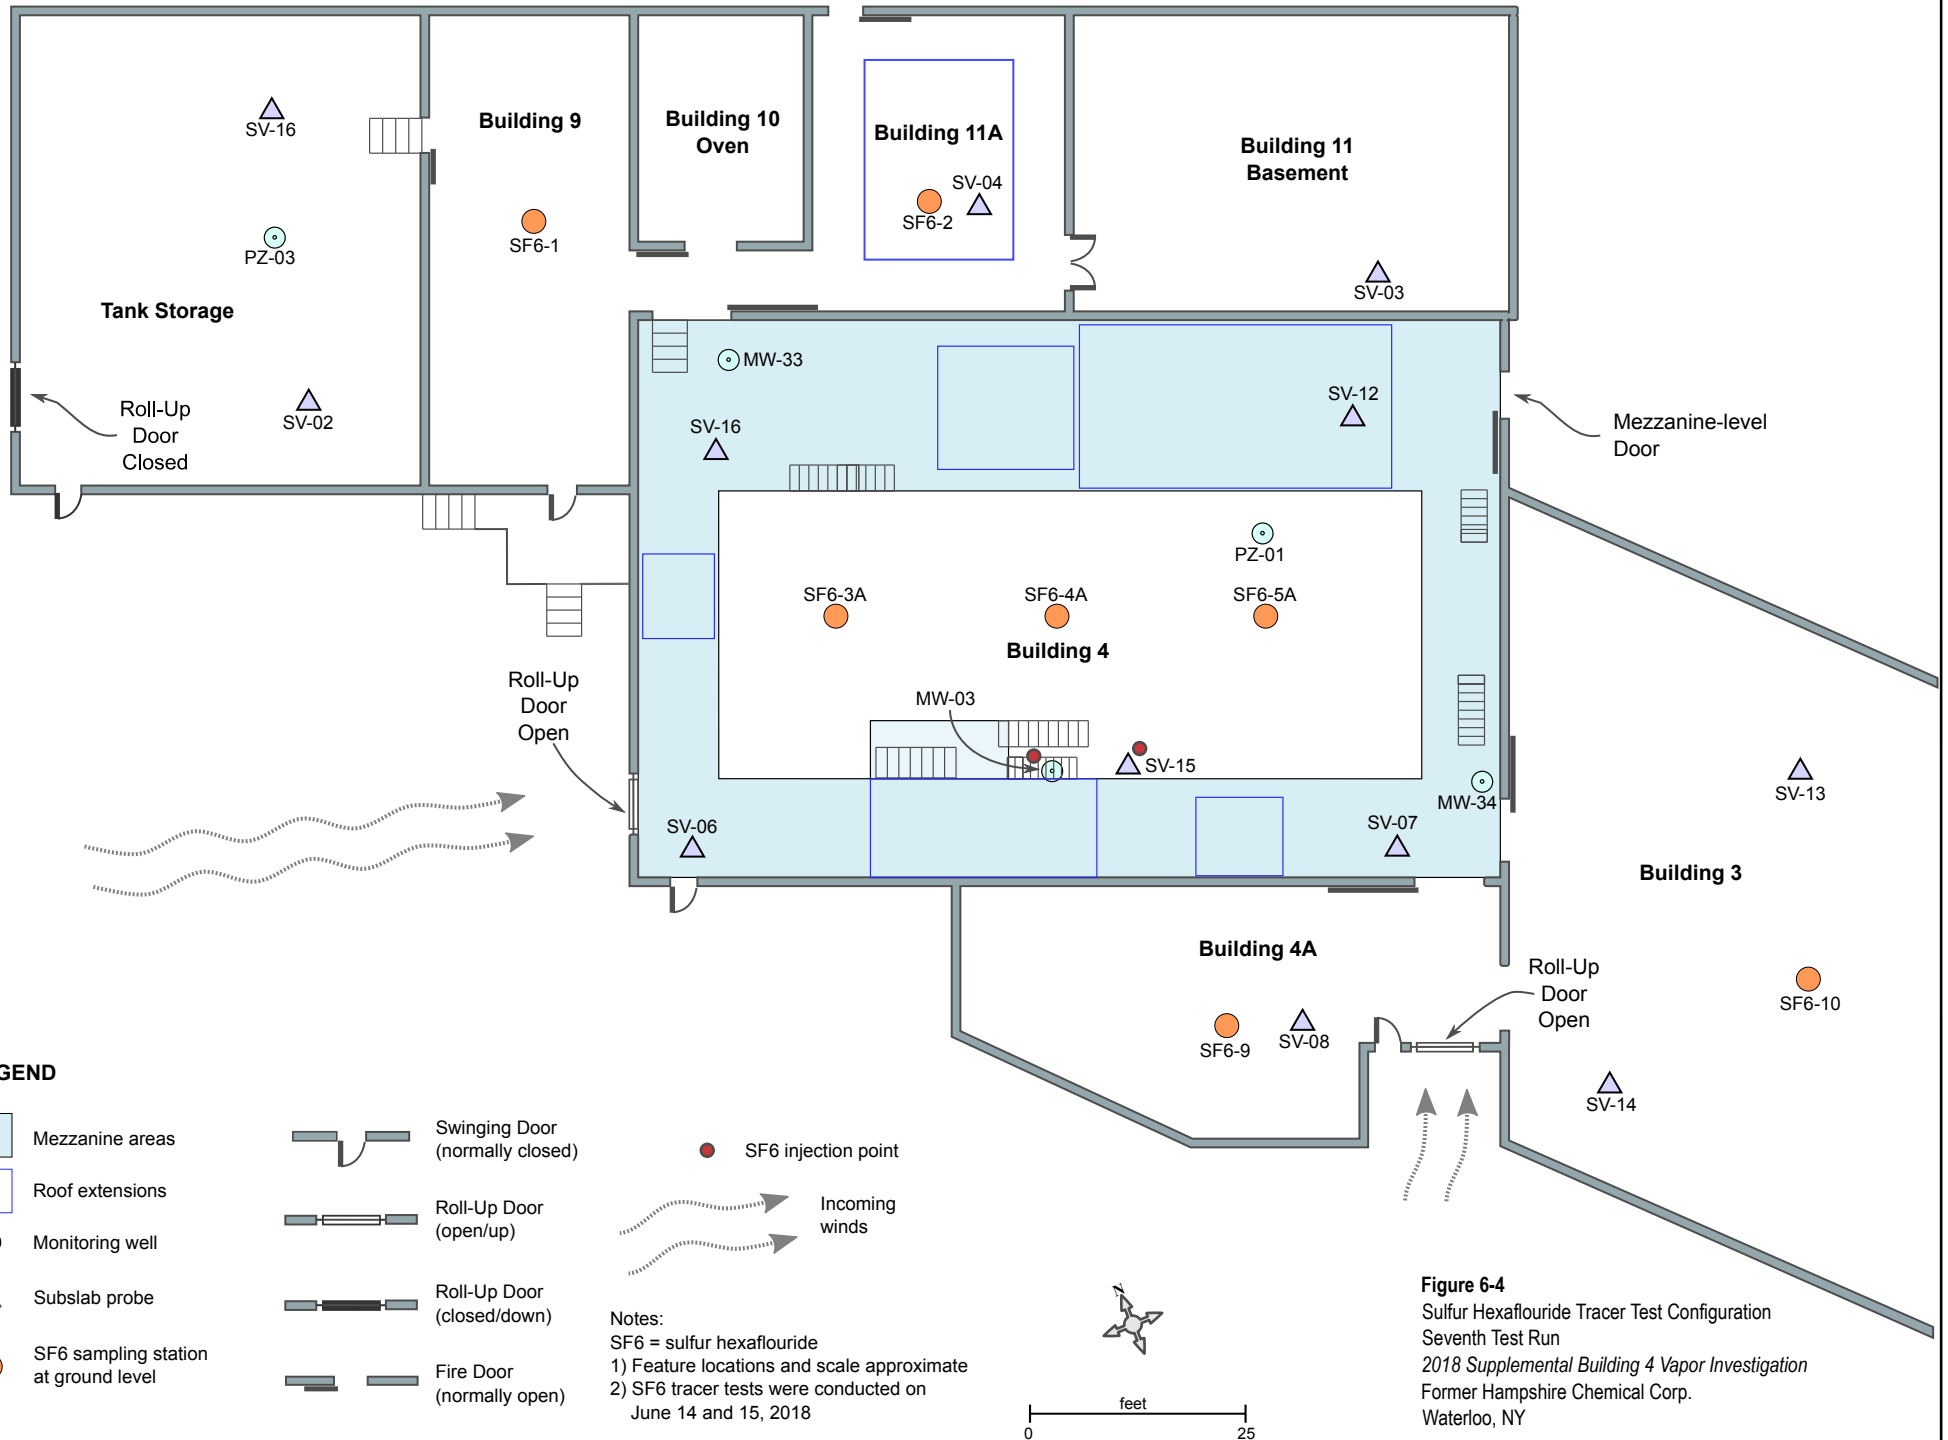 SV-16
Building 9
Building 10
Oven
Building 11A
SV-04
SF6-2
Building 11
Basement
SF6-1
PZ-03
SV-03
Tank Storage
MW-33
Roll-Up
Door
Closed
SV-02
SV-16
SV-12
Mezzanine-level
Door
PZ-01
SF6-3A
SF6-4A
SF6-5A
Building 4
Roll-Up
Door
Open
MW-03
SV-15
MW-34
SV-13
SV-06
SV-07
Building 3
Building 4A
Roll-Up
Door
Open
SF6-10
SF6-9
SV-08
SV-14
GEND
Mezzanine areas
Roof extensions
Monitoring well
Subslab probe
SF6 sampling station
at ground level
Swinging Door
(normally closed)
Roll-Up Door
(open/up)
Roll-Up Door
(closed/down)
Fire Door
(normally open)
SF6 injection point
Incoming
winds
Notes:
SF6 = sulfur hexaflouride
1) Feature locations and scale approximate
2) SF6 tracer tests were conducted on
June 14 and 15, 2018
N
feet
0
25
Figure 6-4
Sulfur Hexaflouride Tracer Test Configuration
Seventh Test Run
2018 Supplemental Building 4 Vapor Investigation
Former Hampshire Chemical Corp.
Waterloo, NY